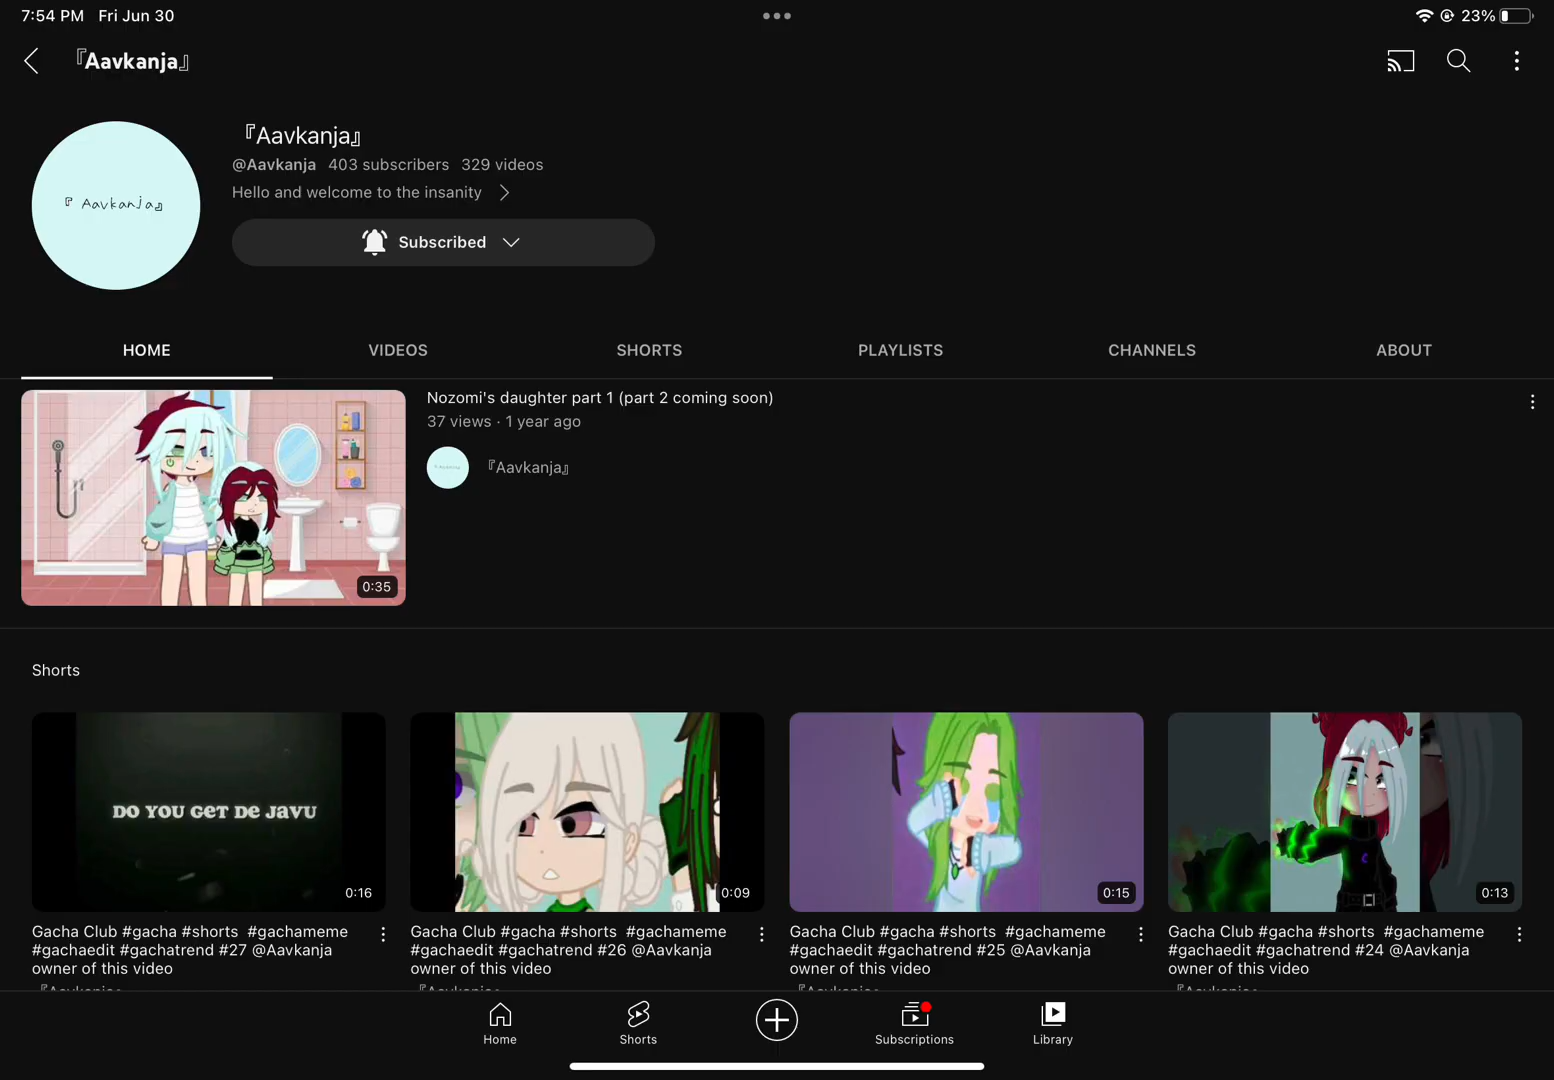 7:54 PM Fri Jun 30
23%
『Aavkanja』
『Aavkanja』
『Aavkanja』
@Aavkanja 403 subscribers 329 videos
Hello and welcome to the insanity
Subscribed
HOME VIDEOS SHORTS PLAYLISTS CHANNELS ABOUT
Nozomi's daughter part 1 (part 2 coming soon)
37 views · 1 year ago
『Aavkanja』
0:35
Shorts
DO YOU GET DE JAVU
0:16
0:09
0:15
0:13
Gacha Club #gacha #shorts #gachameme
#gachaedit #gachatrend #27 @Aavkanja
owner of this video
『Aavkanja』
Gacha Club #gacha #shorts #gachameme
#gachaedit #gachatrend #26 @Aavkanja
owner of this video
『Aavkanja』
Gacha Club #gacha #shorts #gachameme
#gachaedit #gachatrend #25 @Aavkanja
owner of this video
『Aavkanja』
Gacha Club #gacha #shorts #gachameme
#gachaedit #gachatrend #24 @Aavkanja
owner of this video
『Aavkanja』
Home Shorts Subscriptions Library